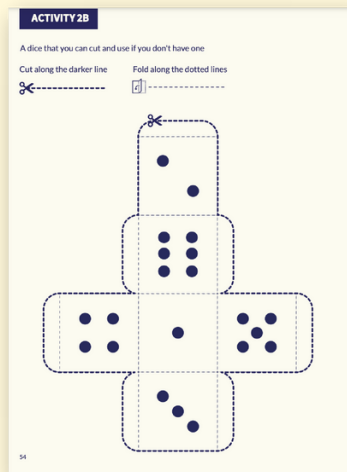 ACTIVITY 2B
A dice that you can cut and use if you don't have one
Cut along the darker line
Fold along the dotted lines
54